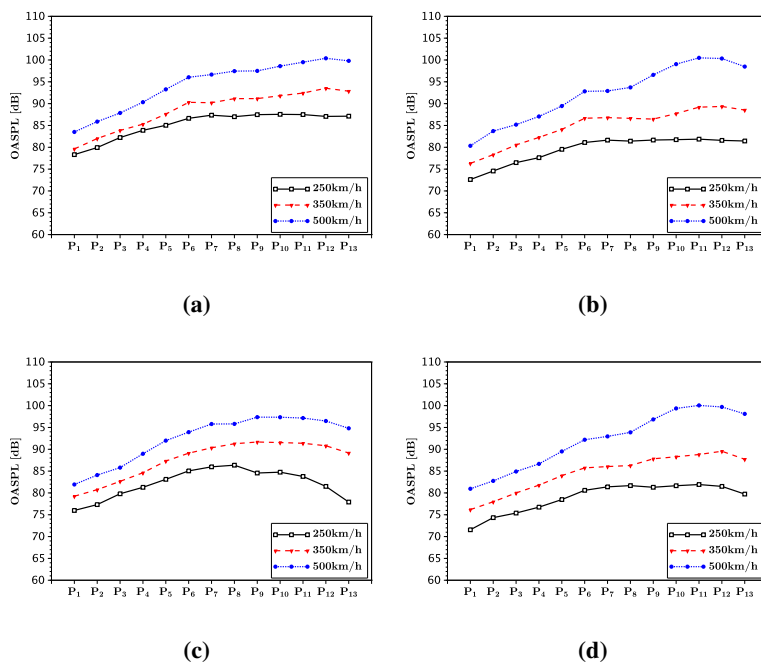 110
105
100
95
90
85
80
75
70
65
60
OASPL [dB]
P₁ P₂ P₃ P₄ P₅ P₆ P₇ P₈ P₉ P₁₀ P₁₁ P₁₂ P₁₃
250km/h
350km/h
500km/h
(a)
110
105
100
95
90
85
80
75
70
65
60
OASPL [dB]
P₁ P₂ P₃ P₄ P₅ P₆ P₇ P₈ P₉ P₁₀ P₁₁ P₁₂ P₁₃
250km/h
350km/h
500km/h
(b)
110
105
100
95
90
85
80
75
70
65
60
OASPL [dB]
P₁ P₂ P₃ P₄ P₅ P₆ P₇ P₈ P₉ P₁₀ P₁₁ P₁₂ P₁₃
250km/h
350km/h
500km/h
(c)
110
105
100
95
90
85
80
75
70
65
60
OASPL [dB]
P₁ P₂ P₃ P₄ P₅ P₆ P₇ P₈ P₉ P₁₀ P₁₁ P₁₂ P₁₃
250km/h
350km/h
500km/h
(d)